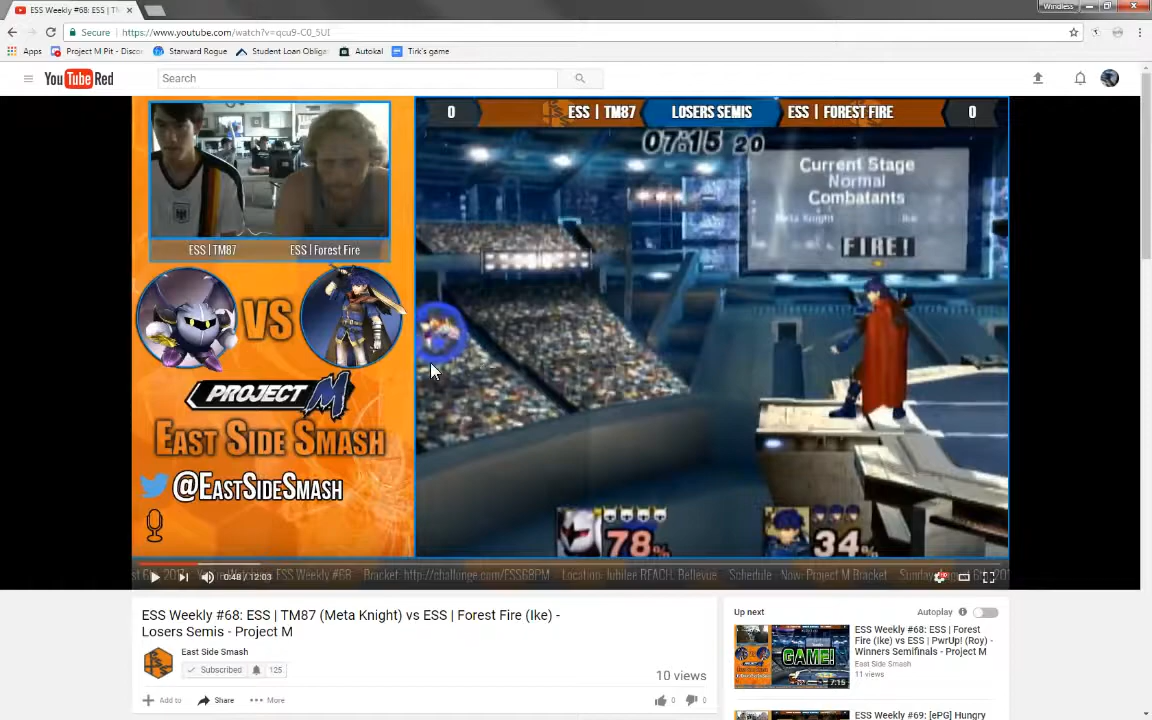 ESS Weekly #68: ESS | TM
Windless
Secure
https://www.youtube.com/watch?v=qcu9-C0_5UI
Apps
Project M Pit - Discor
Starward Rogue
Student Loan Oblig
Autokal
Tirk's game
YouTube Red
Search
0
ESS | TM87
LOSERS SEMIS
ESS | FOREST FIRE
0
07:15 20
Current Stage
Normal
Combatants
Meta Knight
Ike
FIRE!
ESS | TM87
ESS | Forest Fire
VS
PROJECT M
EAST SIDE SMASH
@EASTSIDESMASH
78%
34%
0:48 / 12:03
ESS Weekly #68
Bracket: http://challonge.com/ESS68PM
Location: Jubilee REACH, Bellevue
Schedule
Now: Project M Bracket
ESS Weekly #68: ESS | TM87 (Meta Knight) vs ESS | Forest Fire (Ike) -
Losers Semis - Project M
East Side Smash
Subscribed
125
10 views
Add to
Share
More
0
0
Up next
Autoplay
ESS Weekly #68: ESS | Forest
Fire (Ike) vs ESS | PwrUp! (Roy) -
Winners Semifinals - Project M
East Side Smash
11 views
GAME!
7:15
ESS Weekly #69: [ePG] Hungry